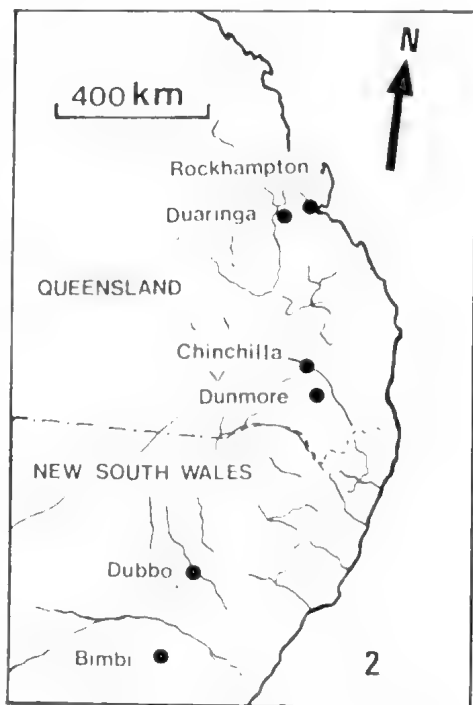 N
400 km
Rockhampton
Duaringa
QUEENSLAND
Chinchilla
Dunmore
NEW SOUTH WALES
Dubbo
Bimbi
2